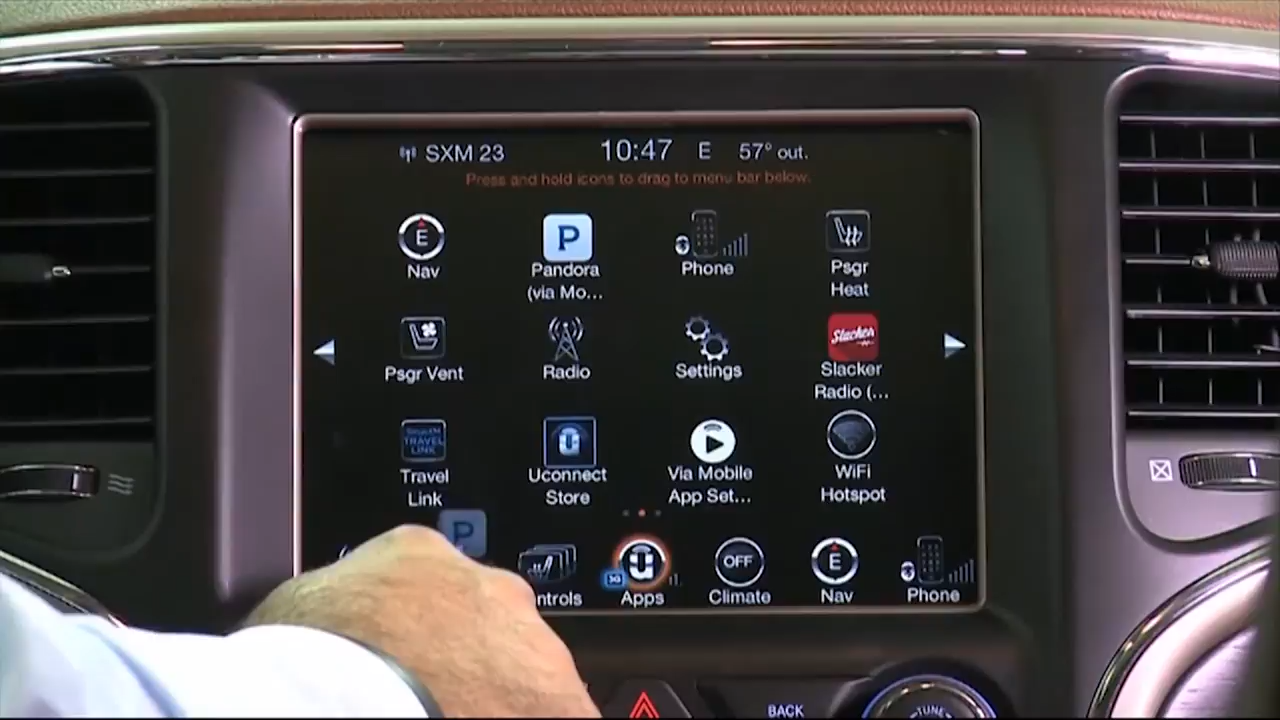 SXM 23 10:47 E 57° out.
Press and hold icons to drag to menu bar below.
E P
Nav Pandora Phone Psgr
(via Mo... Heat
Slacker
Psgr Vent Radio Settings Slacker
Radio (...
SiriusXM
TRAVEL
LINK
Travel Uconnect Via Mobile WiFi
Link Store App Set... Hotspot
P
3G OFF E
ntrols Apps Climate Nav Phone
BACK TUNE